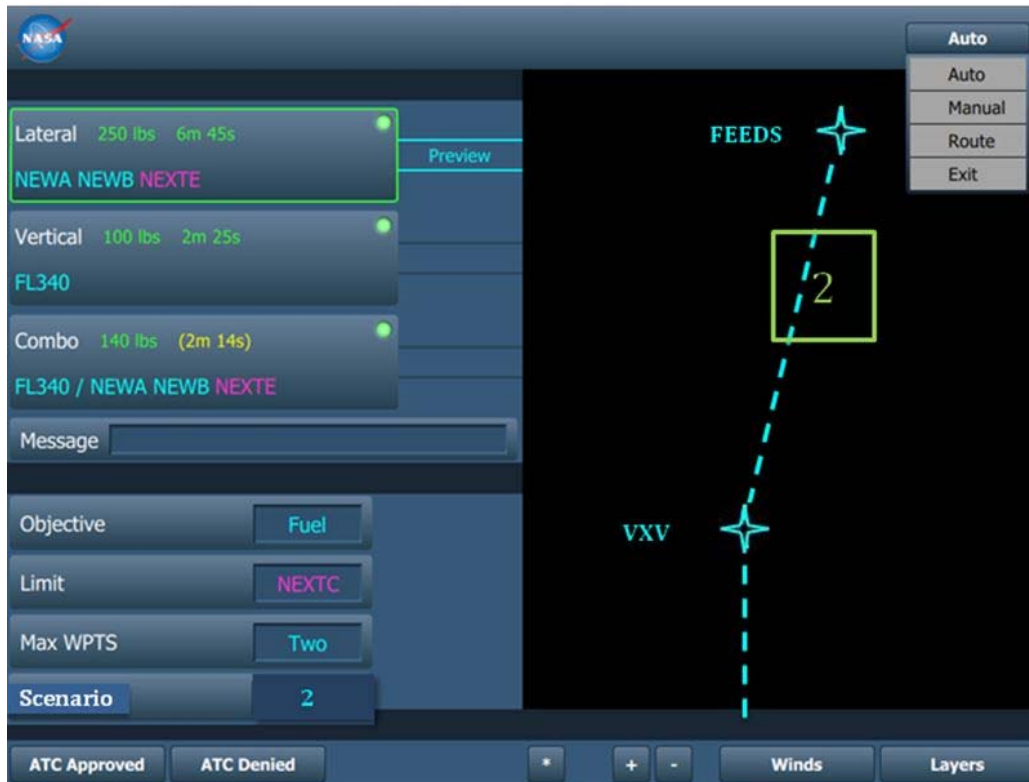 NASA
Auto
Auto
Manual
Route
Exit
Lateral 250 lbs 6m 45s
NEWA NEWB NEXTE
Preview
Vertical 100 lbs 2m 25s
FL340
Combo 140 lbs (2m 14s)
FL340 / NEWA NEWB NEXTE
Message
Objective Fuel
Limit NEXTC
Max WPTS Two
Scenario 2
FEEDS
2
VXV
ATC Approved ATC Denied * + - Winds Layers